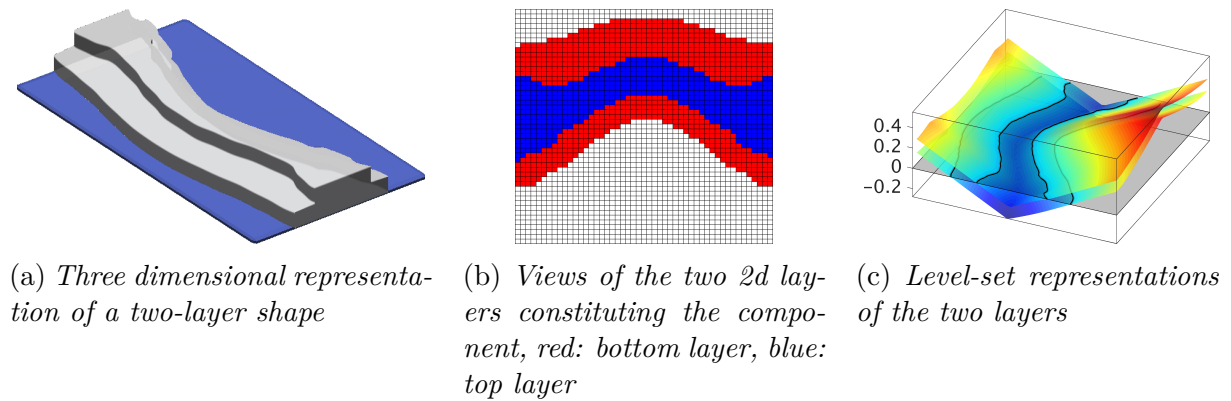 0.4
0.2
0
−0.2
(a) Three dimensional representa-
tion of a two-layer shape
(b) Views of the two 2d lay-
ers constituting the compo-
nent, red: bottom layer, blue:
top layer
(c) Level-set representations
of the two layers